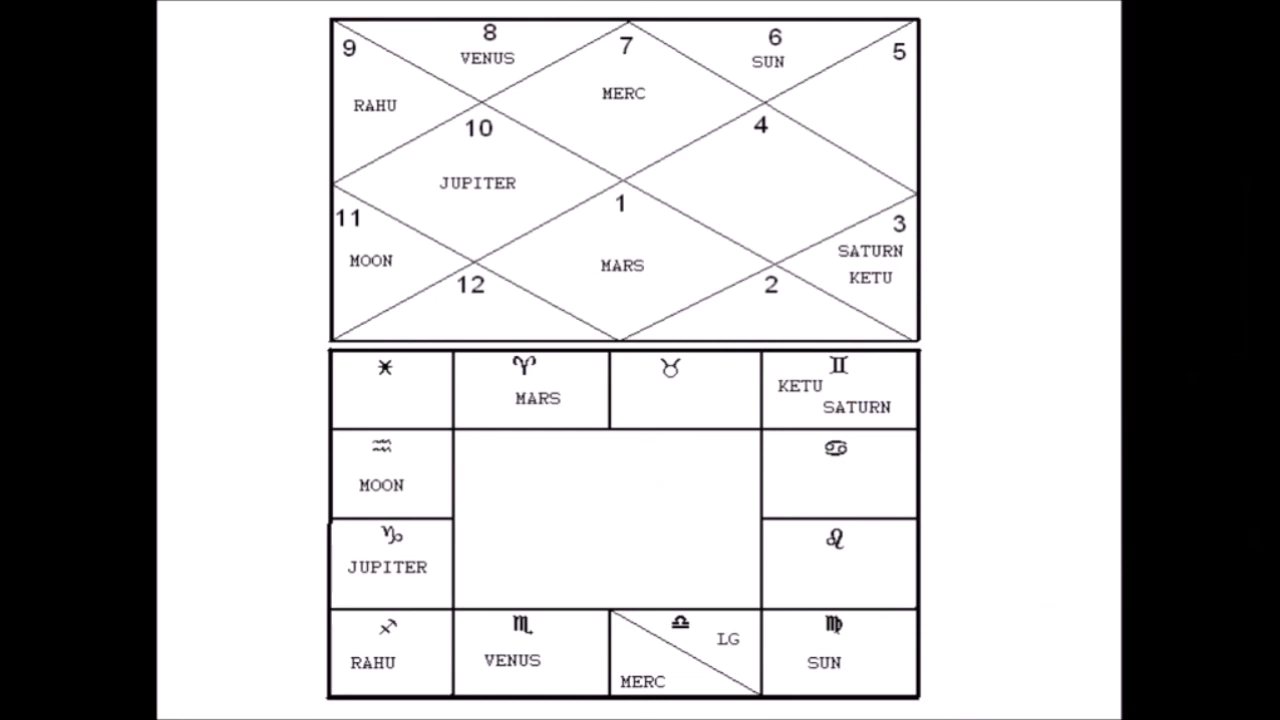 8
7
6
5
9
VENUS
SUN
MERC
RAHU
10
4
JUPITER
1
11
3
SATURN
MOON
MARS
KETU
12
2
♓ ♈ ♉ ♊
KETU
MARS
SATURN
♒ ♋
MOON
♑ ♌
JUPITER
♐ ♏ ♎ ♍
LG
RAHU
VENUS
SUN
MERC